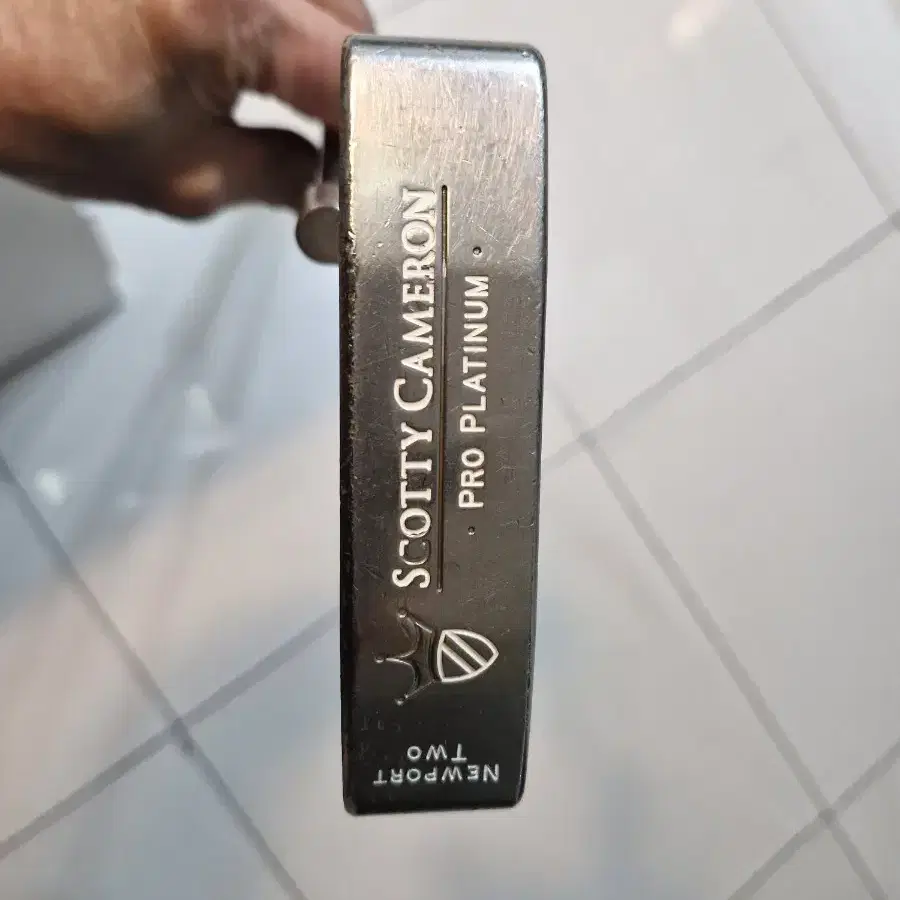 SCOTTY CAMERON
· PRO PLATINUM ·
NEWPORT
TWO